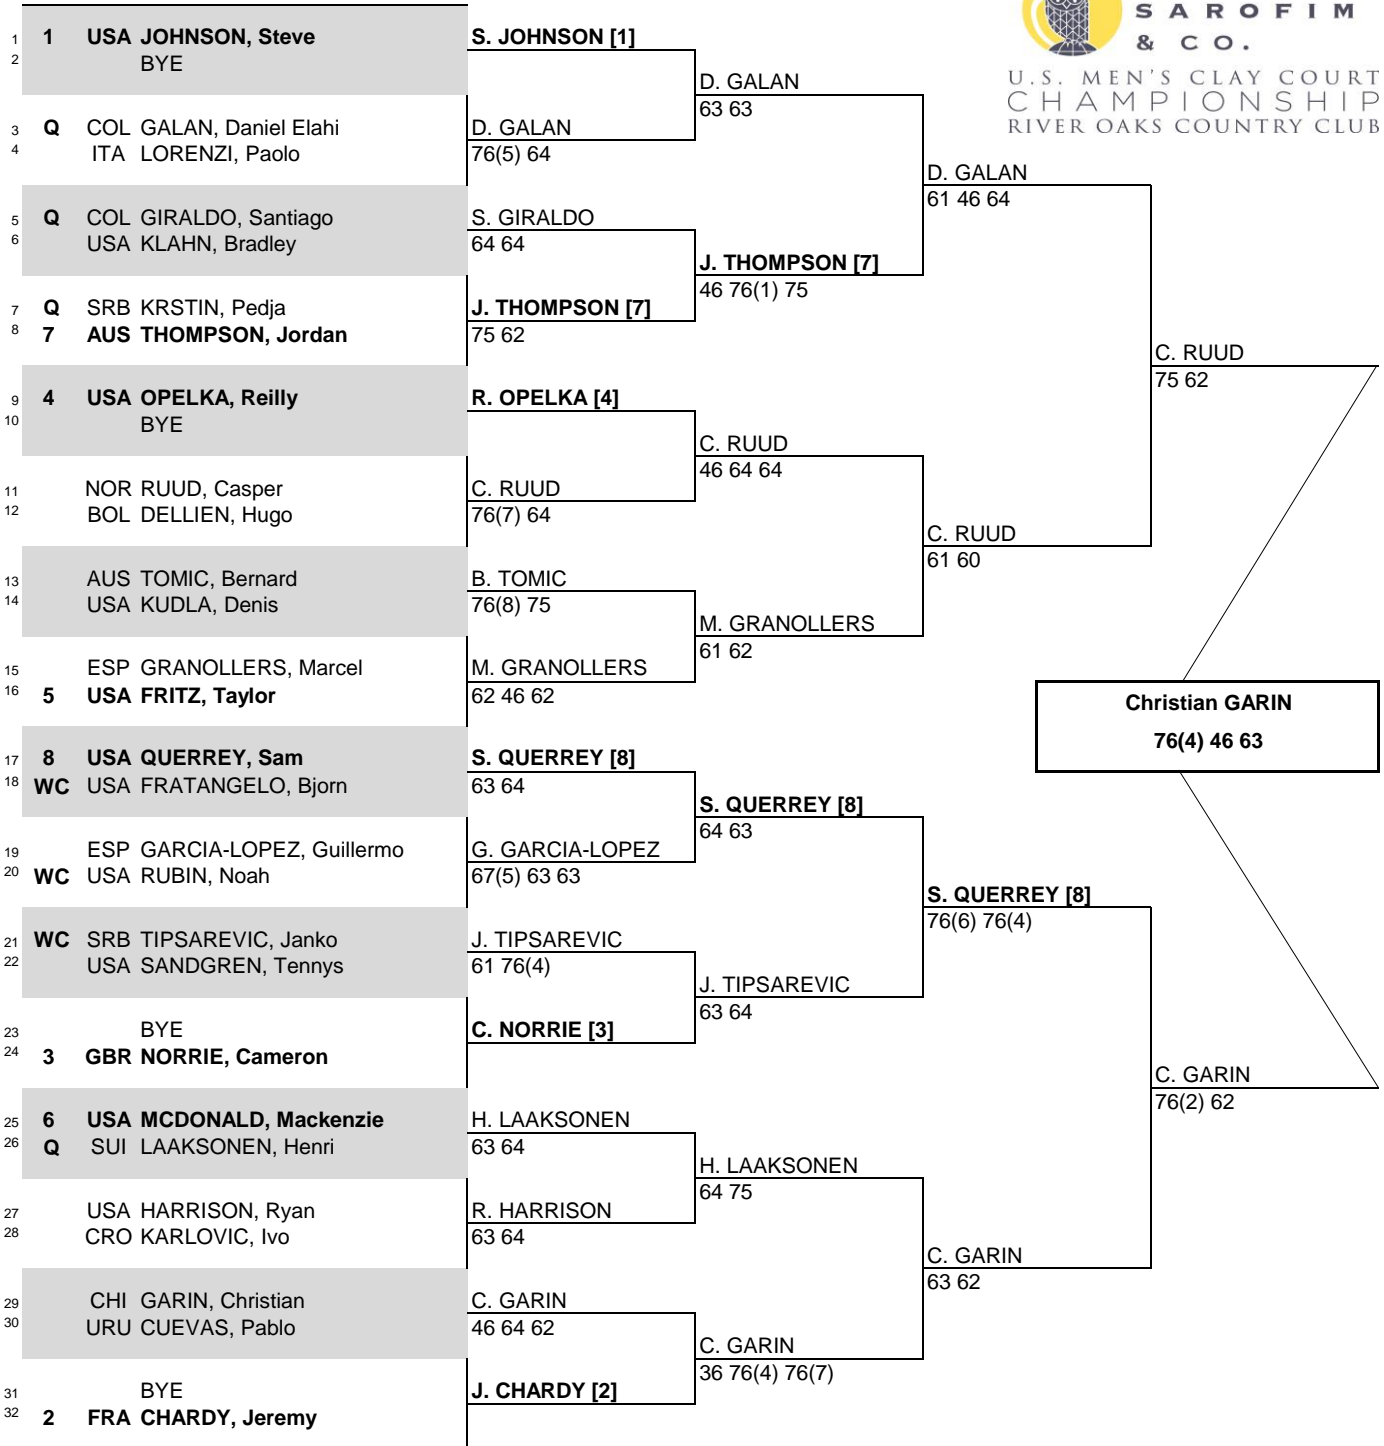 SAROFIM
& CO.
U.S. MEN'S CLAY COURT
CHAMPIONSHIP
RIVER OAKS COUNTRY CLUB
1 1 USA JOHNSON, Steve
2 BYE
3 Q COL GALAN, Daniel Elahi
4 ITA LORENZI, Paolo
5 Q COL GIRALDO, Santiago
6 USA KLAHN, Bradley
7 Q SRB KRSTIN, Pedja
8 7 AUS THOMPSON, Jordan
9 4 USA OPELKA, Reilly
10 BYE
11 NOR RUUD, Casper
12 BOL DELLIEN, Hugo
13 AUS TOMIC, Bernard
14 USA KUDLA, Denis
15 ESP GRANOLLERS, Marcel
16 5 USA FRITZ, Taylor
17 8 USA QUERREY, Sam
18 WC USA FRATANGELO, Bjorn
19 ESP GARCIA-LOPEZ, Guillermo
20 WC USA RUBIN, Noah
21 WC SRB TIPSAREVIC, Janko
22 USA SANDGREN, Tennys
23 BYE
24 3 GBR NORRIE, Cameron
25 6 USA MCDONALD, Mackenzie
26 Q SUI LAAKSONEN, Henri
27 USA HARRISON, Ryan
28 CRO KARLOVIC, Ivo
29 CHI GARIN, Christian
30 URU CUEVAS, Pablo
31 BYE
32 2 FRA CHARDY, Jeremy
S. JOHNSON [1]
D. GALAN
76(5) 64
S. GIRALDO
64 64
J. THOMPSON [7]
75 62
R. OPELKA [4]
C. RUUD
76(7) 64
B. TOMIC
76(8) 75
M. GRANOLLERS
62 46 62
S. QUERREY [8]
63 64
G. GARCIA-LOPEZ
67(5) 63 63
J. TIPSAREVIC
61 76(4)
C. NORRIE [3]
H. LAAKSONEN
63 64
R. HARRISON
63 64
C. GARIN
46 64 62
J. CHARDY [2]
D. GALAN
63 63
J. THOMPSON [7]
46 76(1) 75
C. RUUD
46 64 64
M. GRANOLLERS
61 62
S. QUERREY [8]
64 63
J. TIPSAREVIC
63 64
H. LAAKSONEN
64 75
C. GARIN
36 76(4) 76(7)
D. GALAN
61 46 64
C. RUUD
61 60
S. QUERREY [8]
76(6) 76(4)
C. GARIN
63 62
C. RUUD
75 62
C. GARIN
76(2) 62
Christian GARIN
76(4) 46 63